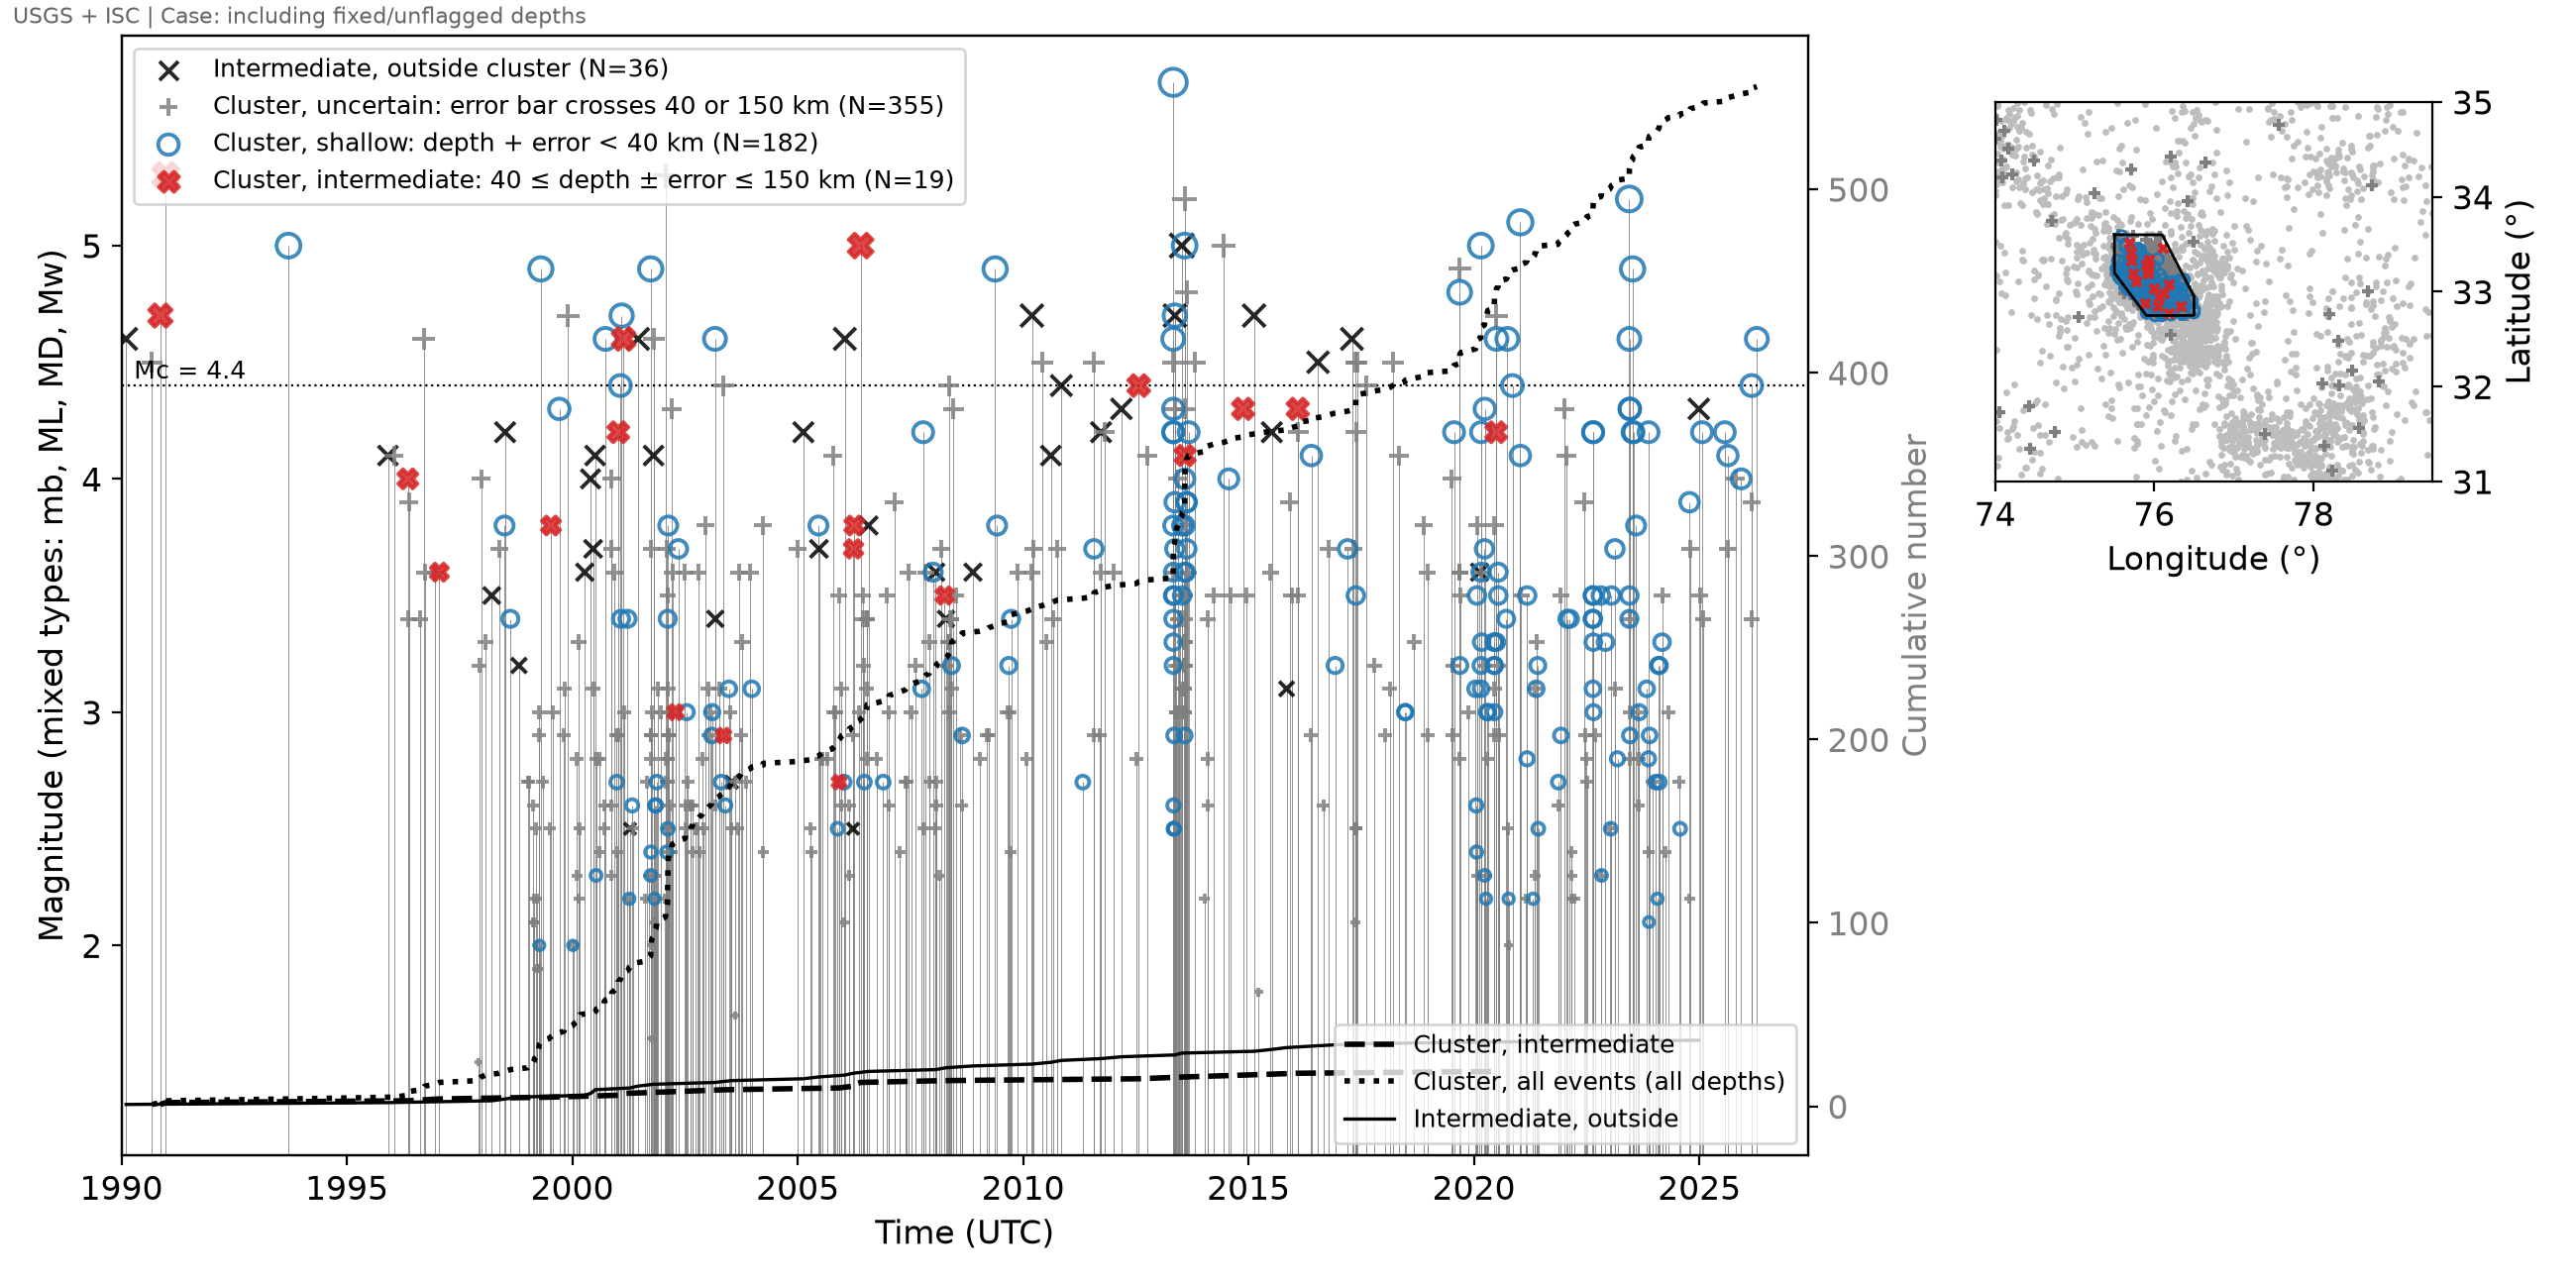 USGS + ISC | Case: including fixed/unflagged depths
Intermediate, outside cluster (N=36)
Cluster, uncertain: error bar crosses 40 or 150 km (N=355)
Cluster, shallow: depth + error < 40 km (N=182)
Cluster, intermediate: 40 ≤ depth ± error ≤ 150 km (N=19)
Magnitude (mixed types: mb, ML, MD, Mw)
5
4
3
2
Mc = 4.4
500
400
300
200
100
0
Cumulative number
Cluster, intermediate
Cluster, all events (all depths)
Intermediate, outside
1990 1995 2000 2005 2010 2015 2020 2025
Time (UTC)
35
34
33
32
31
Latitude (°)
74 76 78
Longitude (°)